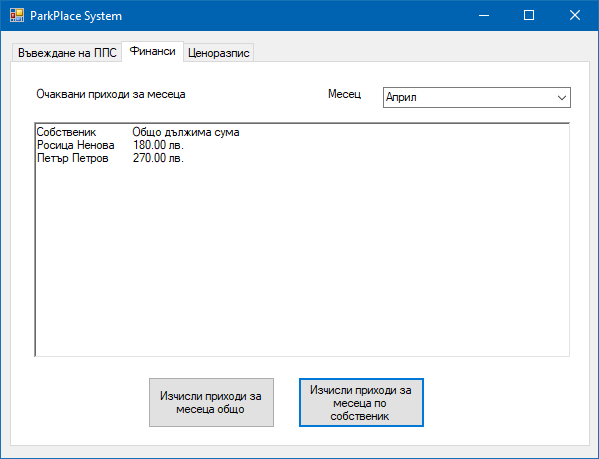 ParkPlace System
Въвеждане на ППС Финанси Ценоразпис
Очаквани приходи за месеца Месец Април
Собственик Общо дължима сума
Росица Ненова 180.00 лв.
Петър Петров 270.00 лв.
Изчисли приходи за
месеца общо
Изчисли приходи за
месеца по
собственик